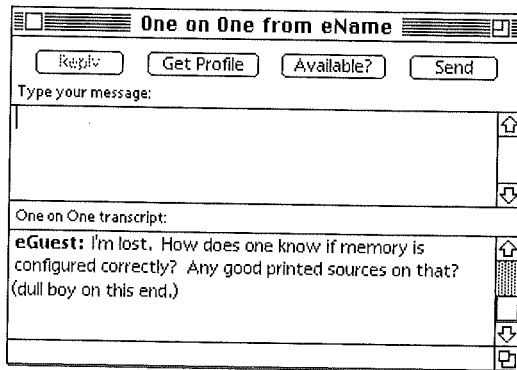 One on One from eName
Reply Get Profile Available? Send
Type your message:
One on One transcript:
eGuest: I'm lost. How does one know if memory is
configured correctly? Any good printed sources on that?
(dull boy on this end.)